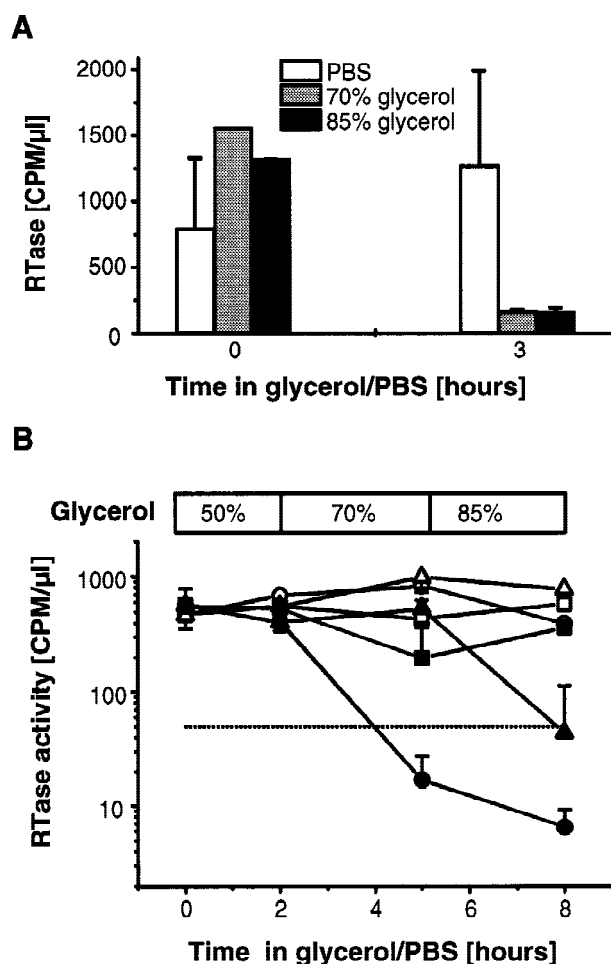 A
RTase [CPM/µl]
2000
1500
1000
500
0
PBS
70% glycerol
85% glycerol
0 3
Time in glycerol/PBS [hours]
B
Glycerol 50% 70% 85%
RTase activity [CPM/µl]
1000
100
10
0 2 4 6 8
Time in glycerol/PBS [hours]